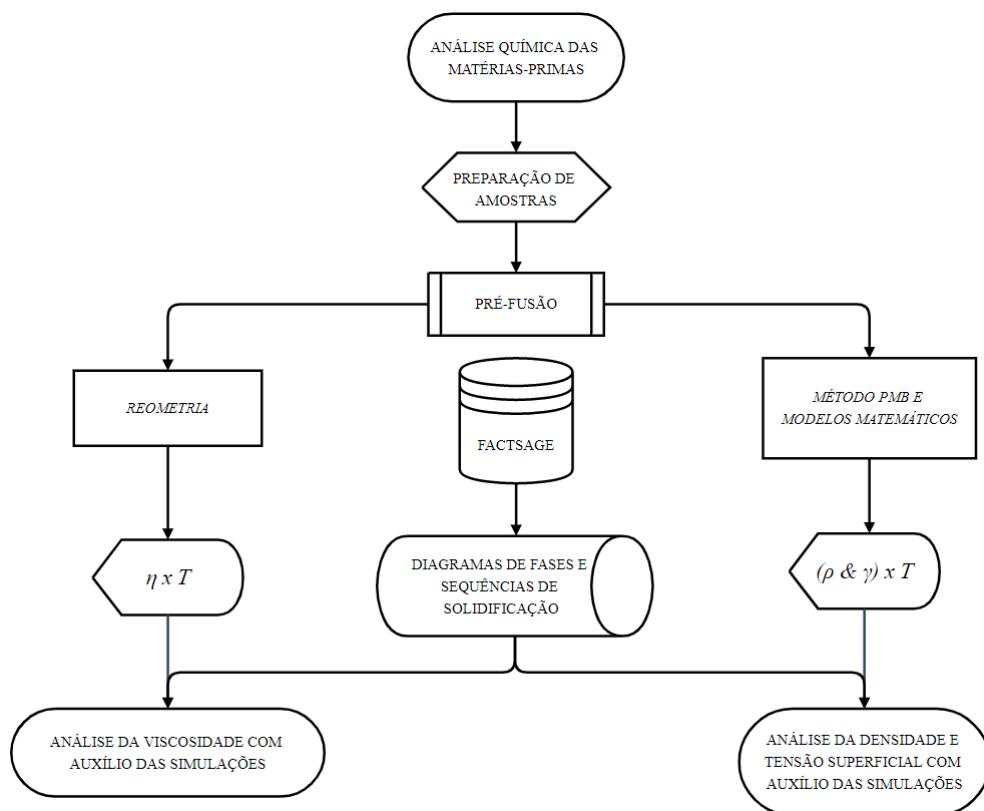 ANÁLISE QUÍMICA DAS
MATÉRIAS-PRIMAS
PREPARAÇÃO DE
AMOSTRAS
PRÉ-FUSÃO
REOMETRIA
FACTSAGE
MÉTODO PMB E
MODELOS MATEMÁTICOS
η x T
DIAGRAMAS DE FASES E
SEQUÊNCIAS DE
SOLIDIFICAÇÃO
(ρ & γ) x T
ANÁLISE DA VISCOSIDADE COM
AUXÍLIO DAS SIMULAÇÕES
ANÁLISE DA DENSIDADE E
TENSÃO SUPERFICIAL COM
AUXÍLIO DAS SIMULAÇÕES